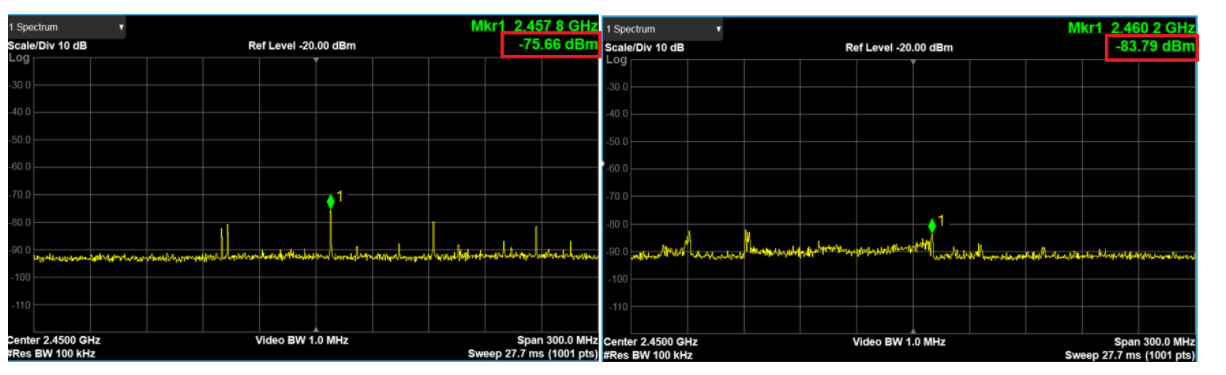 1 Spectrum
Mkr1 2.457 8 GHz
Scale/Div 10 dB
Ref Level -20.00 dBm
-75.66 dBm
Log
-30.0
-40.0
-50.0
-60.0
-70.0
-80.0
-90.0
-100
-110
1
Center 2.4500 GHz
Video BW 1.0 MHz
Span 300.0 MHz
#Res BW 100 kHz
Sweep 27.7 ms (1001 pts)
1 Spectrum
Mkr1 2.460 2 GHz
Scale/Div 10 dB
Ref Level -20.00 dBm
-83.79 dBm
Log
-30.0
-40.0
-50.0
-60.0
-70.0
-80.0
-90.0
-100
-110
1
Center 2.4500 GHz
Video BW 1.0 MHz
Span 300.0 MHz
#Res BW 100 kHz
Sweep 27.7 ms (1001 pts)